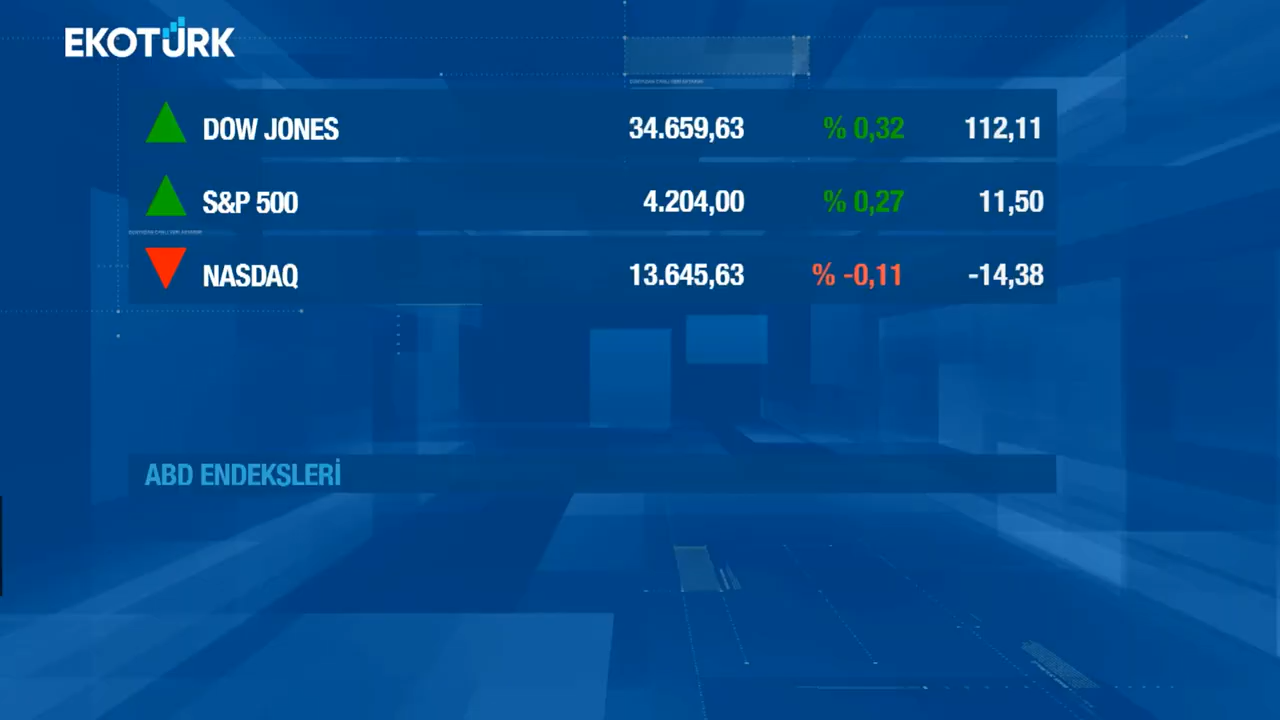 EKOTÜRK
DOW JONES 34.659,63 % 0,32 112,11
S&P 500 4.204,00 % 0,27 11,50
NASDAQ 13.645,63 % -0,11 -14,38
ABD ENDEKSLERİ